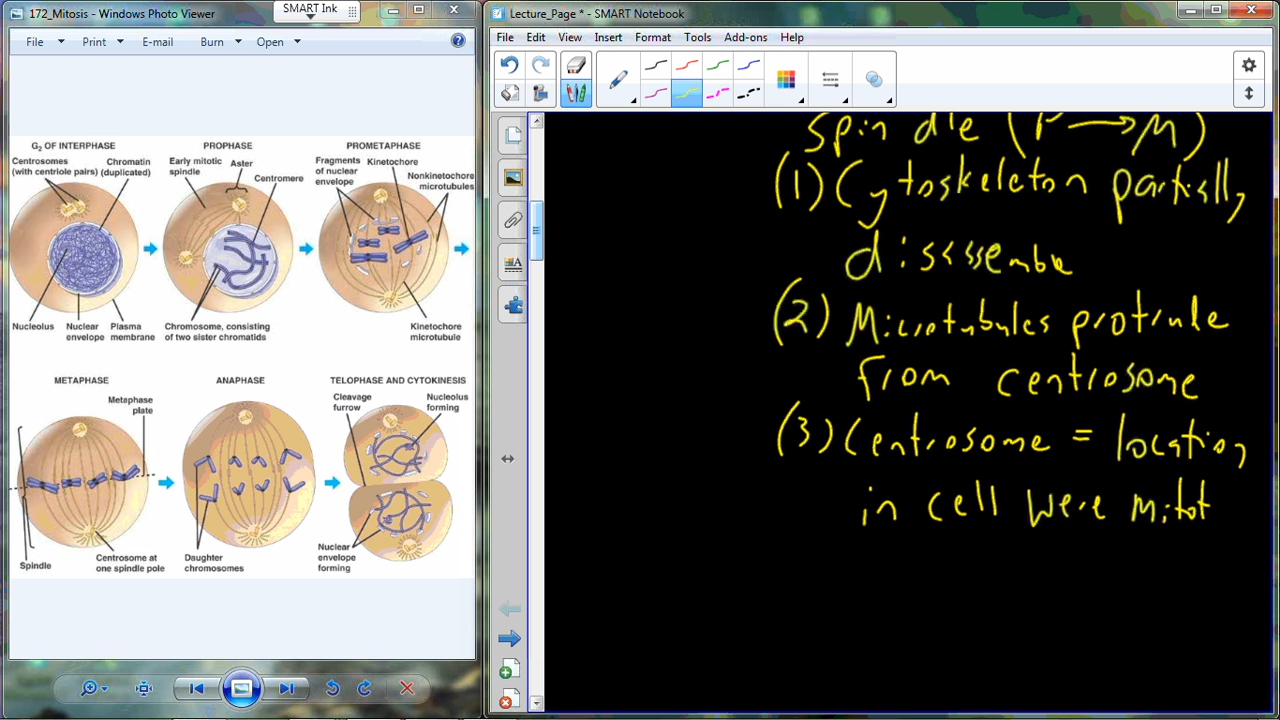 172_Mitosis - Windows Photo Viewer
SMART Ink
File Print E-mail Burn Open
G2 OF INTERPHASE
Centrosomes
(with centriole pairs)
Chromatin
(duplicated)
Nucleolus
Nuclear
envelope
Plasma
membrane
PROPHASE
Early mitotic
spindle
Aster
Centromere
Chromosome, consisting
of two sister chromatids
PROMETAPHASE
Fragments
of nuclear
envelope
Kinetochore
Nonkinetochore
microtubules
Kinetochore
microtubule
METAPHASE
Metaphase
plate
Spindle
Centrosome at
one spindle pole
ANAPHASE
Daughter
chromosomes
TELOPHASE AND CYTOKINESIS
Cleavage
furrow
Nucleolus
forming
Nuclear
envelope
forming
Lecture_Page * - SMART Notebook
File Edit View Insert Format Tools Add-ons Help
Spindle (P → M)
(1) Cytoskeleton partially
disassemble
(2) Microtubules protrude
from centrosome
(3) Centrosome = location
in cell were mitot